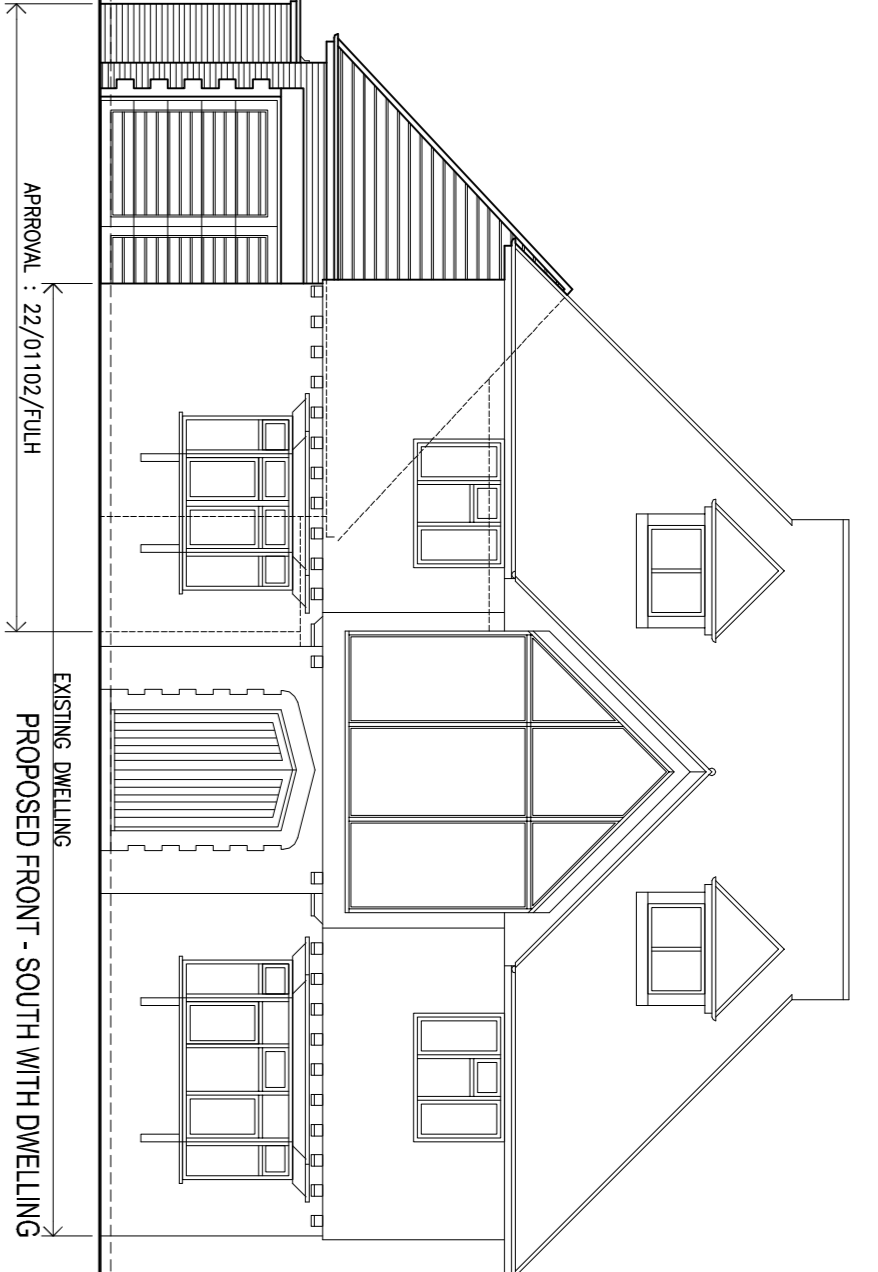 APRROVAL : 22/01102/FULH
EXISTING DWELLING
PROPOSED FRONT - SOUTH WITH DWELLING